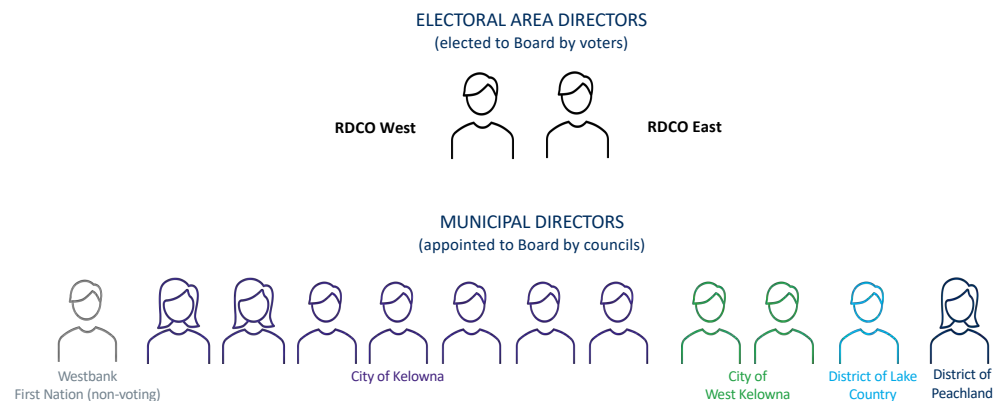 ELECTORAL AREA DIRECTORS
(elected to Board by voters)
RDCO West
RDCO East
MUNICIPAL DIRECTORS
(appointed to Board by councils)
Westbank
First Nation (non-voting)
City of Kelowna
City of
West Kelowna
District of Lake
Country
District of
Peachland